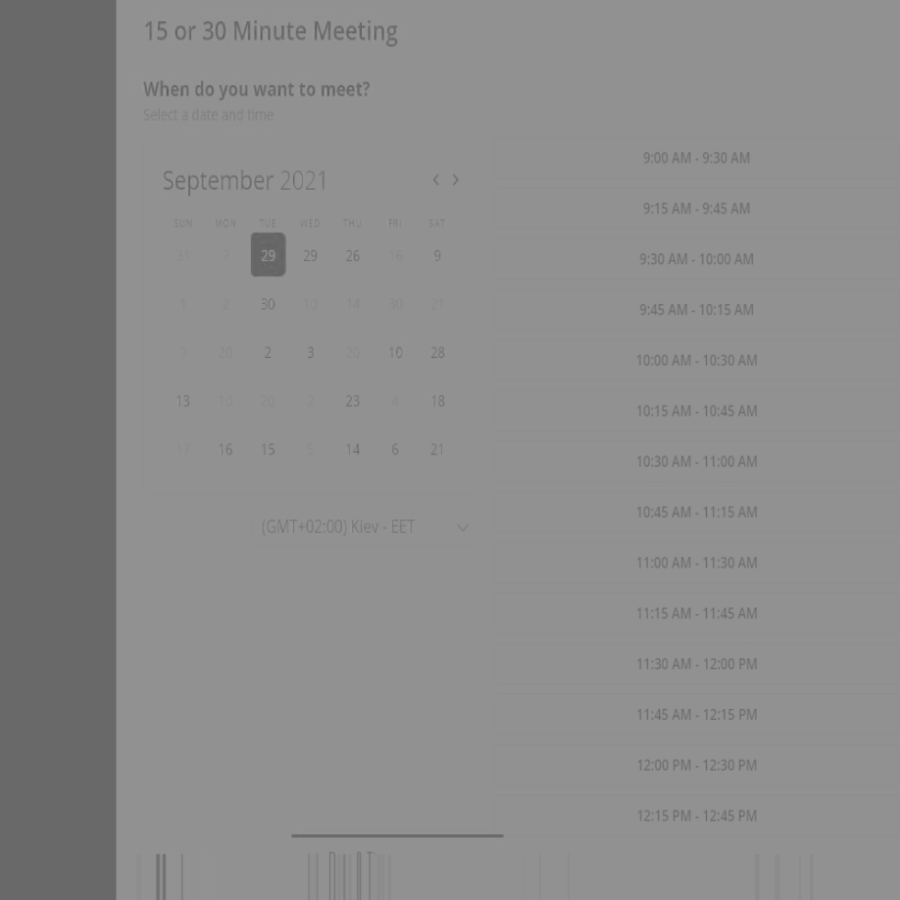 15 or 30 Minute Meeting
When do you want to meet?
Select a date and time
September 2021
SUN MON TUE WED THU FRI SAT
31 29 29 26 16 9
1 2 30 10 14 30 21
20 2 3 20 10 28
13 10 20 2 23 4 18
17 16 15 5 14 6 21
(GMT+02:00) Kiev - EET
9:00 AM - 9:30 AM
9:15 AM - 9:45 AM
9:30 AM - 10:00 AM
9:45 AM - 10:15 AM
10:00 AM - 10:30 AM
10:15 AM - 10:45 AM
10:30 AM - 11:00 AM
10:45 AM - 11:15 AM
11:00 AM - 11:30 AM
11:15 AM - 11:45 AM
11:30 AM - 12:00 PM
11:45 AM - 12:15 PM
12:00 PM - 12:30 PM
12:15 PM - 12:45 PM